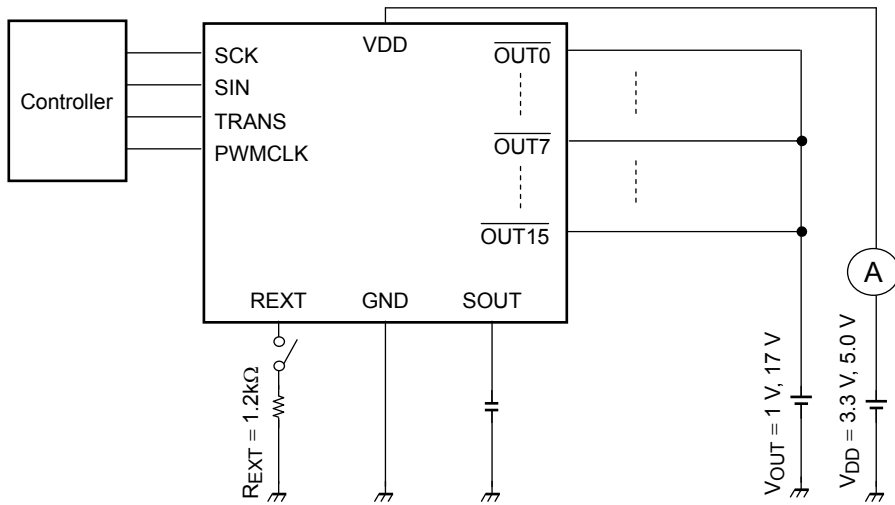 Controller
SCK
SIN
TRANS
PWMCLK
VDD
OUT0
OUT7
OUT15
REXT
GND
SOUT
A
REXT = 1.2kΩ
VOUT = 1 V, 17 V
VDD = 3.3 V, 5.0 V